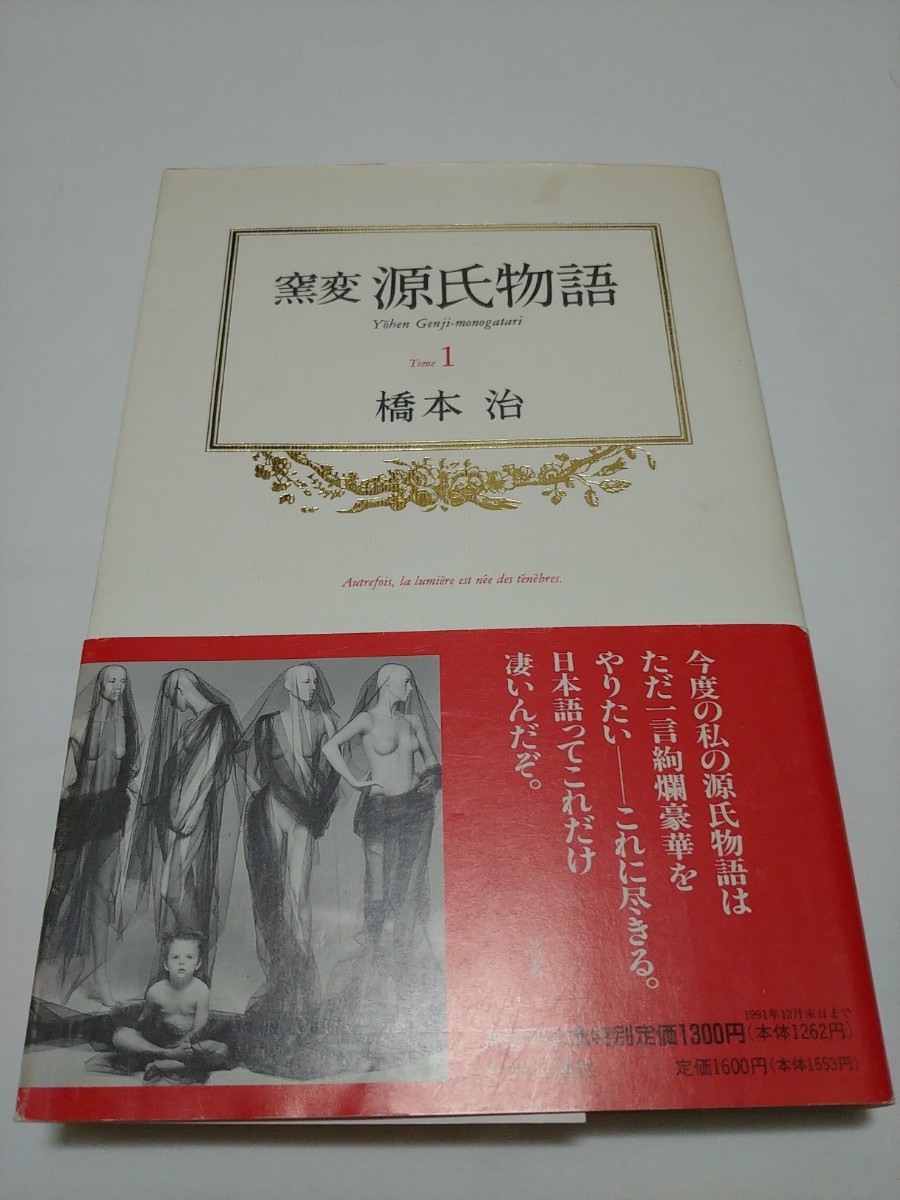 窯変 源氏物語
Yōhen Genji-monogatari
Tome 1
橋本 治
Autrefois, la lumière est née des ténèbres.
今度の私の源氏物語は
ただ一言絢爛豪華を
やりたい——これに尽きる。
日本語ってこれだけ
凄いんだぞ。
1991年12月末日まで
特別定価1300円(本体1262円)
定価1600円(本体1553円)